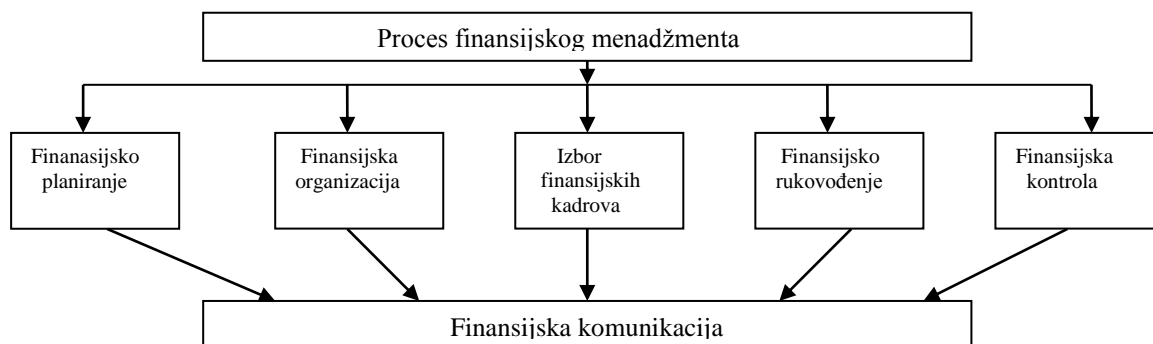 Proces finansijskog menadžmenta
Finanasijsko
planiranje
Finansijska
organizacija
Izbor
finansijskih
kadrova
Finansijsko
rukovođenje
Finansijska
kontrola
Finansijska komunikacija